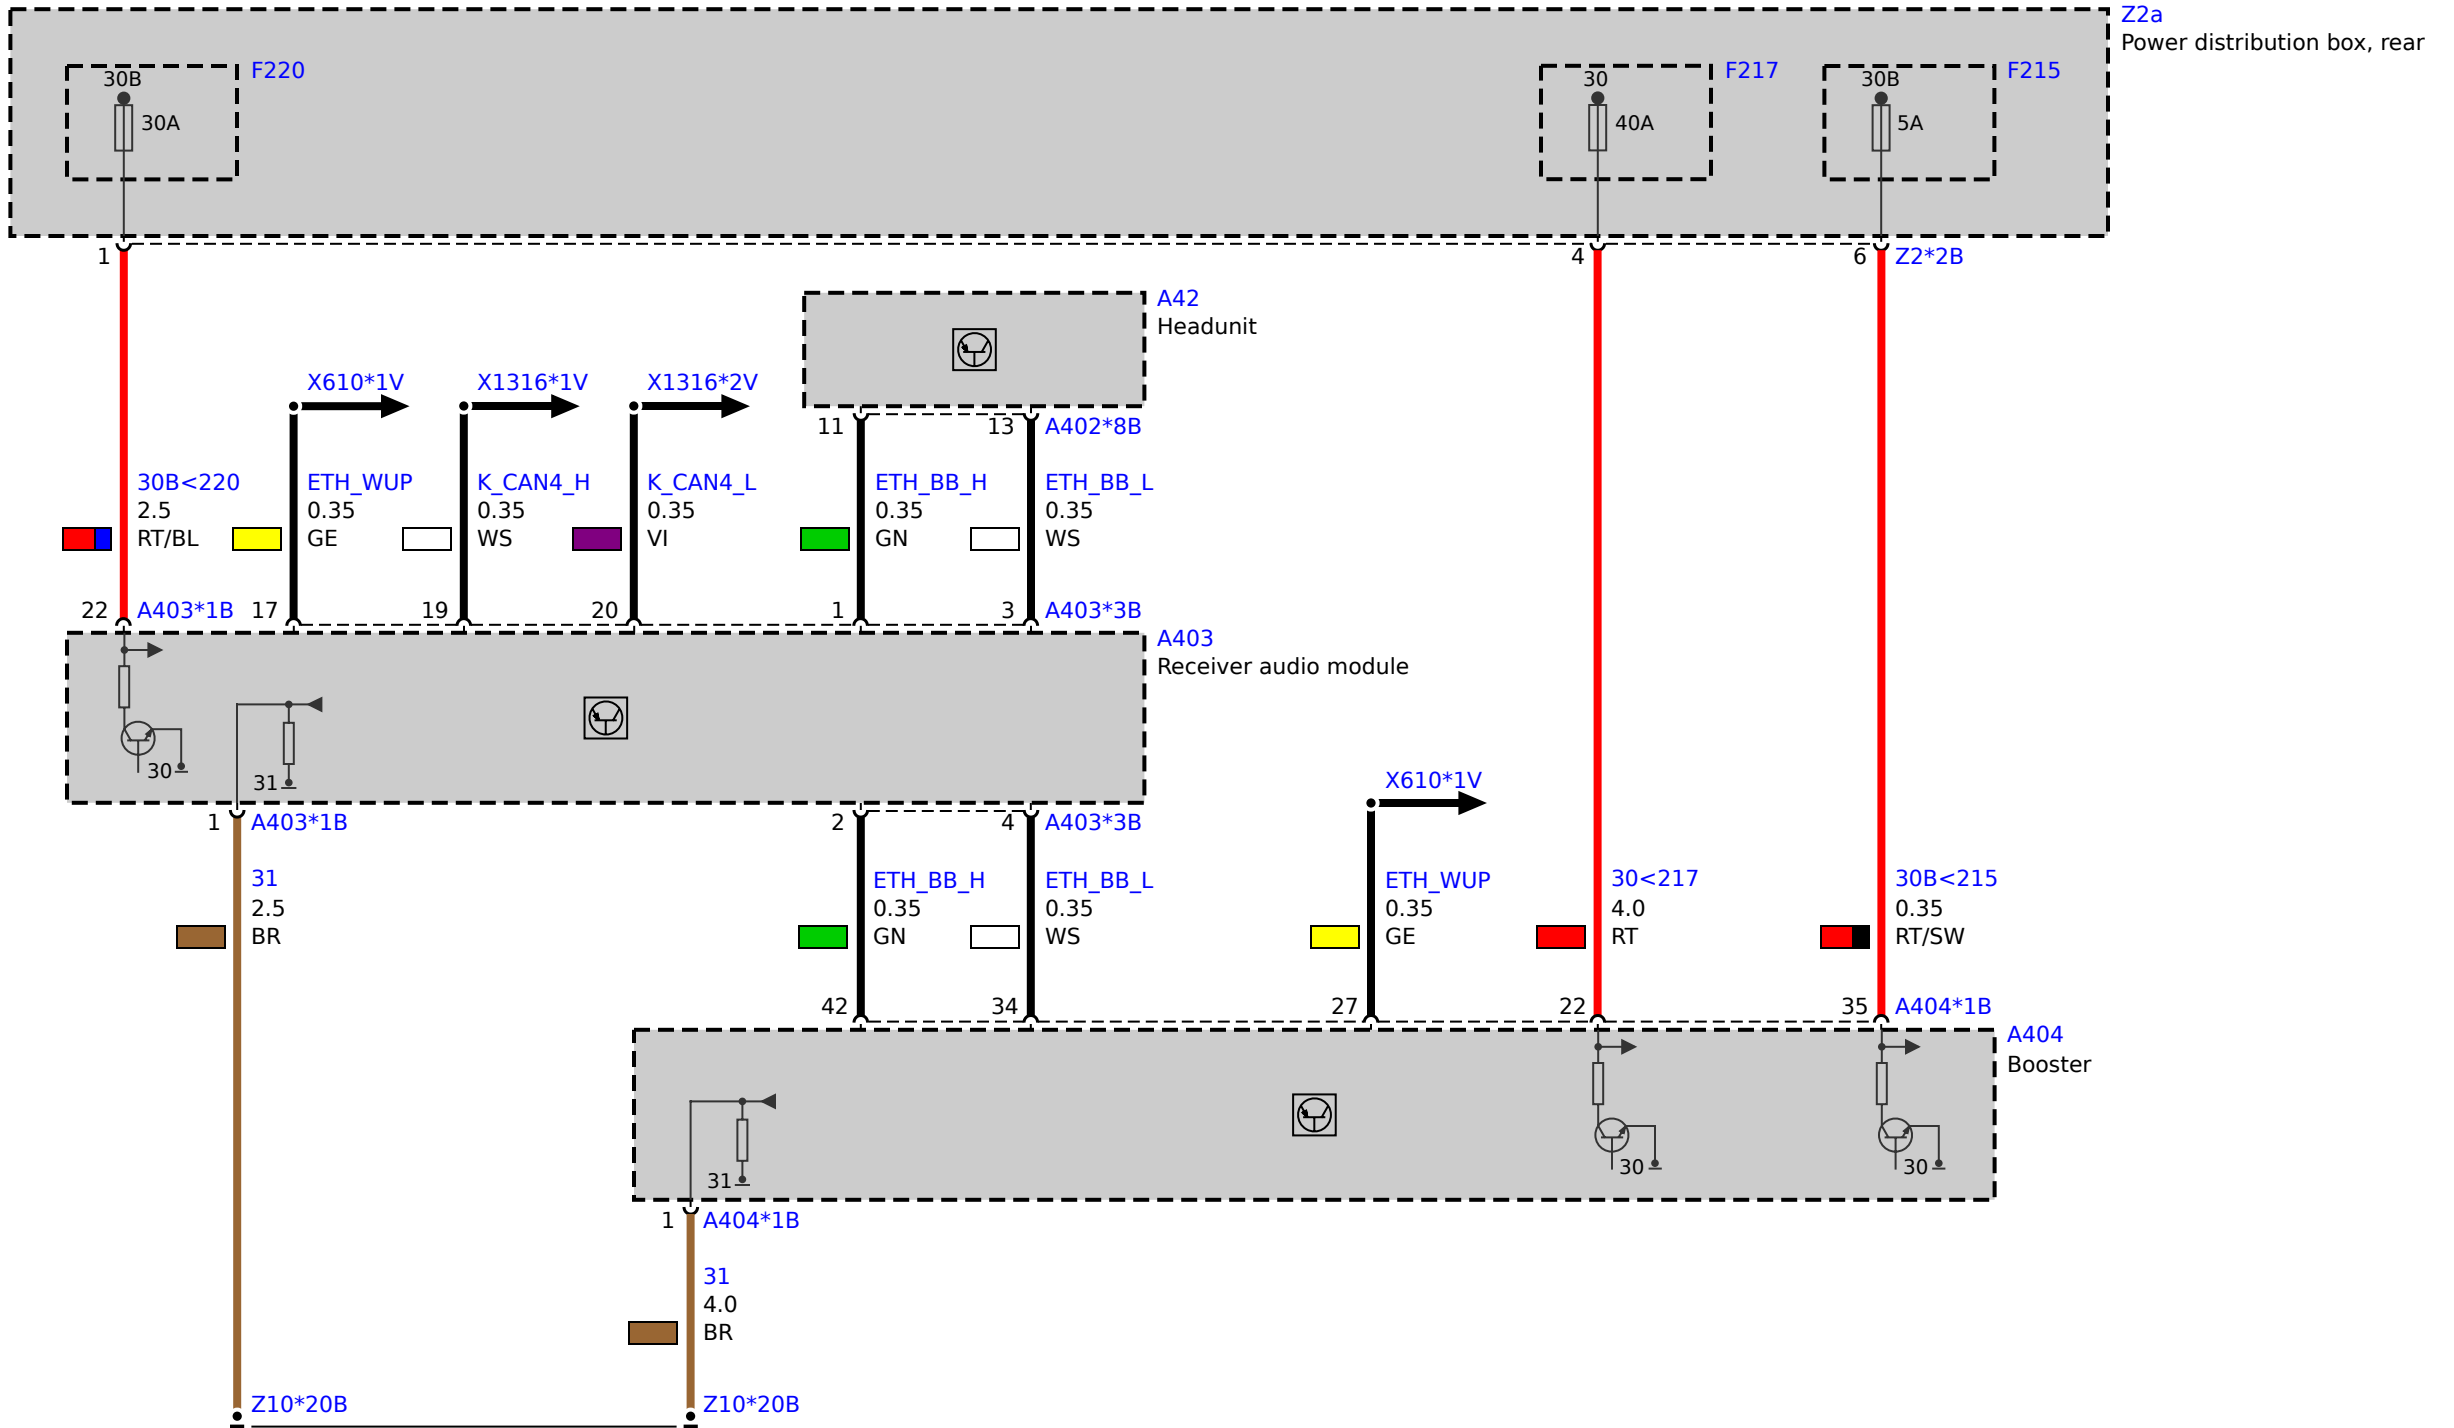 Z2a
Power distribution box, rear
F220
F217
F215
30B
30
30B
30A
40A
5A
1
4
6
Z2*2B
A42
Headunit
X610*1V
X1316*1V
X1316*2V
11
13
A402*8B
30B<220
2.5
RT/BL
ETH_WUP
0.35
GE
K_CAN4_H
0.35
WS
K_CAN4_L
0.35
VI
ETH_BB_H
0.35
GN
ETH_BB_L
0.35
WS
22
A403*1B
17
19
20
1
3
A403*3B
A403
Receiver audio module
30
31
X610*1V
1
A403*1B
2
4
A403*3B
31
2.5
BR
ETH_BB_H
0.35
GN
ETH_BB_L
0.35
WS
ETH_WUP
0.35
GE
30<217
4.0
RT
30B<215
0.35
RT/SW
42
34
27
22
35
A404*1B
A404
Booster
31
30
30
1
A404*1B
31
4.0
BR
Z10*20B
Z10*20B